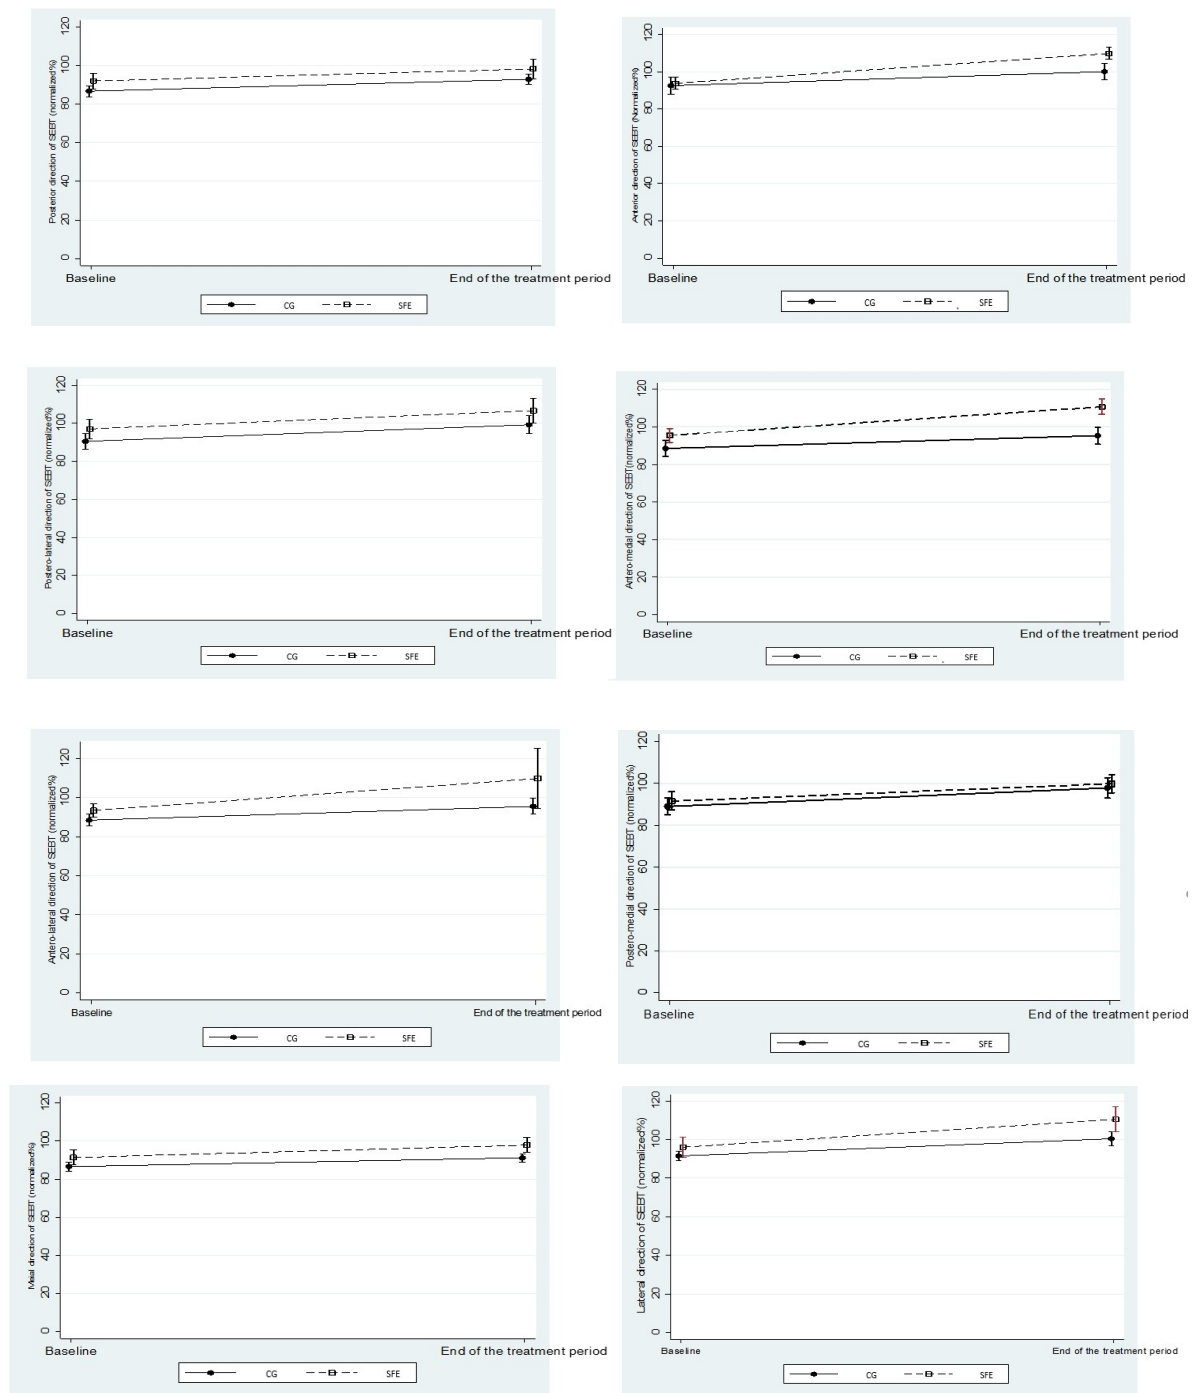 Posterior direction of SEBT (normalized%)
120
100
80
60
40
20
0
Baseline
End of the treatment period
CG
SFE
Anterior direction of SEBT (Normalized%)
120
100
80
60
40
20
0
Baseline
End of the treatment period
CG
SFE
Postero-lateral direction of SEBT (normalized%)
120
100
80
60
40
20
0
Baseline
End of the treatment period
CG
SFE
Antero-medial direction of SEBT(normalized%)
120
100
80
60
40
20
0
Baseline
End of the treatment period
CG
SFE
Antero-lateral direction of SEBT (normalized%)
120
100
80
60
40
20
0
Baseline
End of the treatment period
CG
SFE
Postero-medial direction of SEBT (normalized%)
120
100
80
60
40
20
0
Baseline
End of the treatment period
CG
SFE
direction of SEBT (normalized%)
120
100
80
60
40
20
0
Baseline
End of the treatment period
CG
SFE
Lateral direction of SEBT (normalized%)
120
100
80
60
40
20
0
Baseline
End of the treatment period
CG
SFE